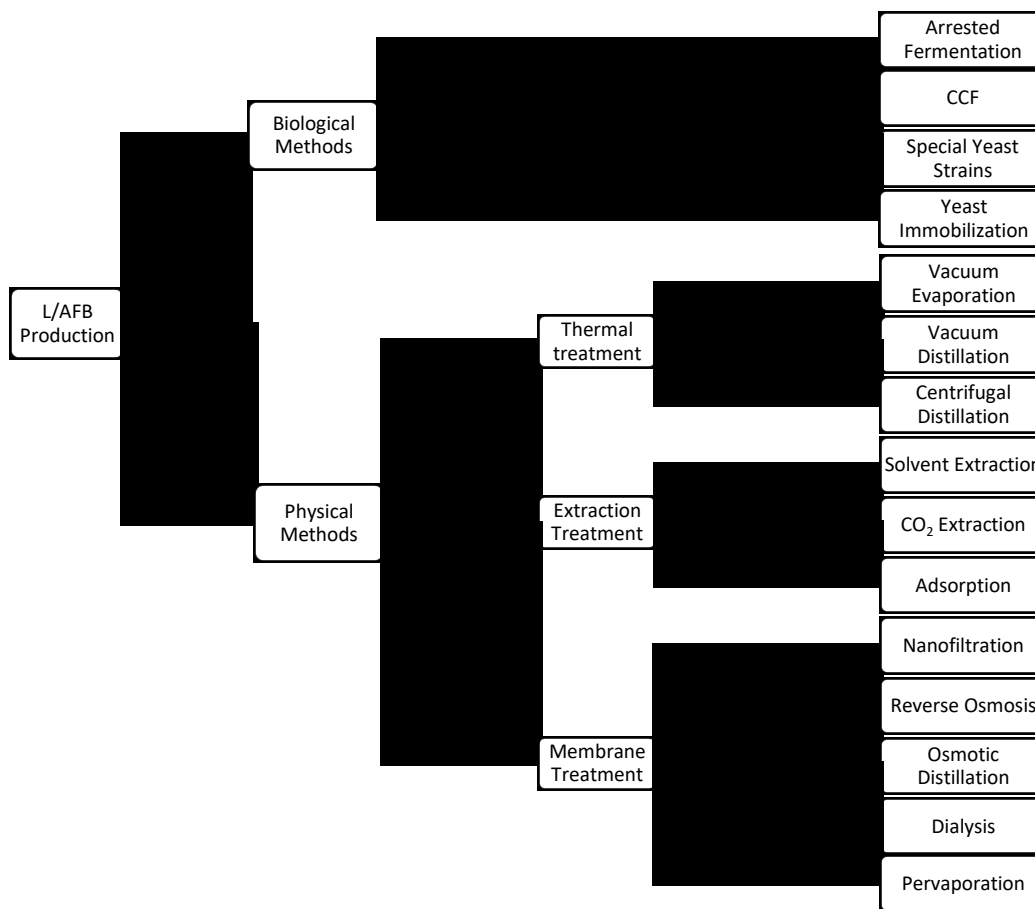 Arrested
Fermentation
CCF
Biological
Methods
Special Yeast
Strains
Yeast
Immobilization
L/AFB
Production
Vacuum
Evaporation
Thermal
treatment
Vacuum
Distillation
Centrifugal
Distillation
Solvent Extraction
Physical
Methods
Extraction
Treatment
CO₂ Extraction
Adsorption
Nanofiltration
Reverse Osmosis
Membrane
Treatment
Osmotic
Distillation
Dialysis
Pervaporation